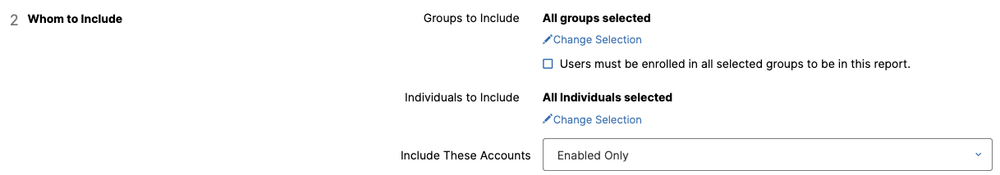 2 Whom to Include
Groups to Include All groups selected
Change Selection
Users must be enrolled in all selected groups to be in this report.
Individuals to Include All Individuals selected
Change Selection
Include These Accounts Enabled Only